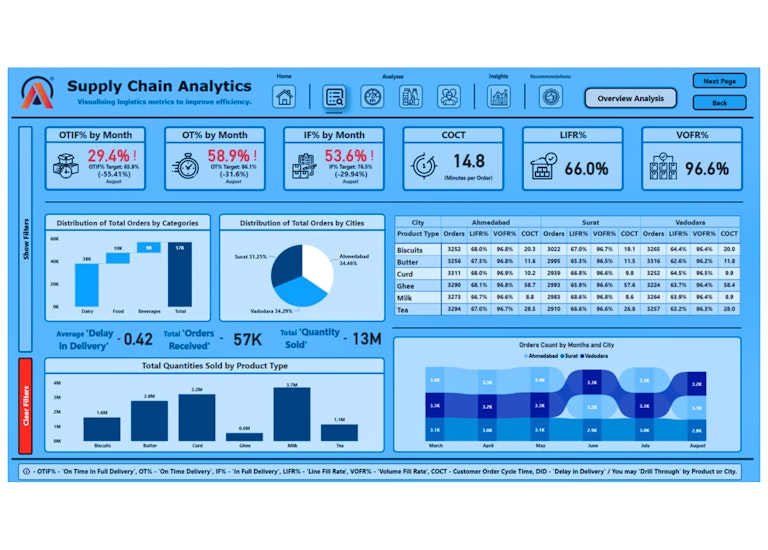 Supply Chain Analytics
Visualising logistics metrics to improve efficiency.
Home
Analyses
Insights
Recommendations
Overview Analysis
Next Page
Back
Show Filters
Clear Filters
OTIF% by Month
29.4% !
OTIF% Target: 65.9%
(-55.41%)
August
OT% by Month
58.9% !
OT% Target: 86.1%
(-31.6%)
August
IF% by Month
53.6% !
IF% Target: 76.5%
(-29.94%)
August
COCT
14.8
(Minutes per Order)
LIFR%
66.0%
VOFR%
96.6%
Distribution of Total Orders by Categories
60K
40K
20K
0K
38K
10K
9K
57K
Dairy Food Beverages Total
Distribution of Total Orders by Cities
Surat 31.25%
Ahmedabad
34.46%
Vadodara 34.29%
City Ahmedabad Surat Vadodara
Product Type Orders LIFR% VOFR% COCT Orders LIFR% VOFR% COCT Orders LIFR% VOFR% COCT
Biscuits 3252 68.0% 96.8% 20.3 3022 67.0% 96.7% 19.1 3265 64.4% 96.4% 20.0
Butter 3256 67.5% 96.8% 11.6 2995 65.3% 96.5% 11.5 3316 62.6% 96.2% 11.8
Curd 3311 68.0% 96.9% 10.2 2939 66.8% 96.6% 9.8 3252 64.5% 96.5% 9.9
Ghee 3290 68.1% 96.8% 58.7 2993 65.9% 96.6% 57.6 3224 63.7% 96.4% 58.4
Milk 3273 66.7% 96.6% 8.8 2983 68.6% 96.8% 8.6 3264 63.9% 96.4% 8.9
Tea 3294 67.0% 96.7% 28.5 2910 66.6% 96.6% 26.8 3257 63.2% 96.3% 28.0
Average 'Delay in Delivery' - 0.42
Total 'Orders Received' - 57K
Total 'Quantity Sold' - 13M
Total Quantities Sold by Product Type
4M
3M
2M
1M
0M
1.6M
2.8M
3.2M
0.6M
3.7M
1.1M
Biscuits Butter Curd Ghee Milk Tea
Orders Count by Months and City
Ahmedabad Surat Vadodara
3.4K 3.3K 3.4K 3.3K 3.3K 3.2K
3.3K 3.2K 3.3K 3.3K 3.3K 3.1K
3.1K 3.0K 3.1K 2.9K 3.0K 2.8K
March April May June July August
- OTIF% - 'On Time In Full Delivery', OT% - 'On Time Delivery', IF% - 'In Full Delivery', LIFR% - 'Line Fill Rate', VOFR% - 'Volume Fill Rate', COCT - Customer Order Cycle Time, DID - 'Delay in Delivery' / You may 'Drill Through' by Product or City.